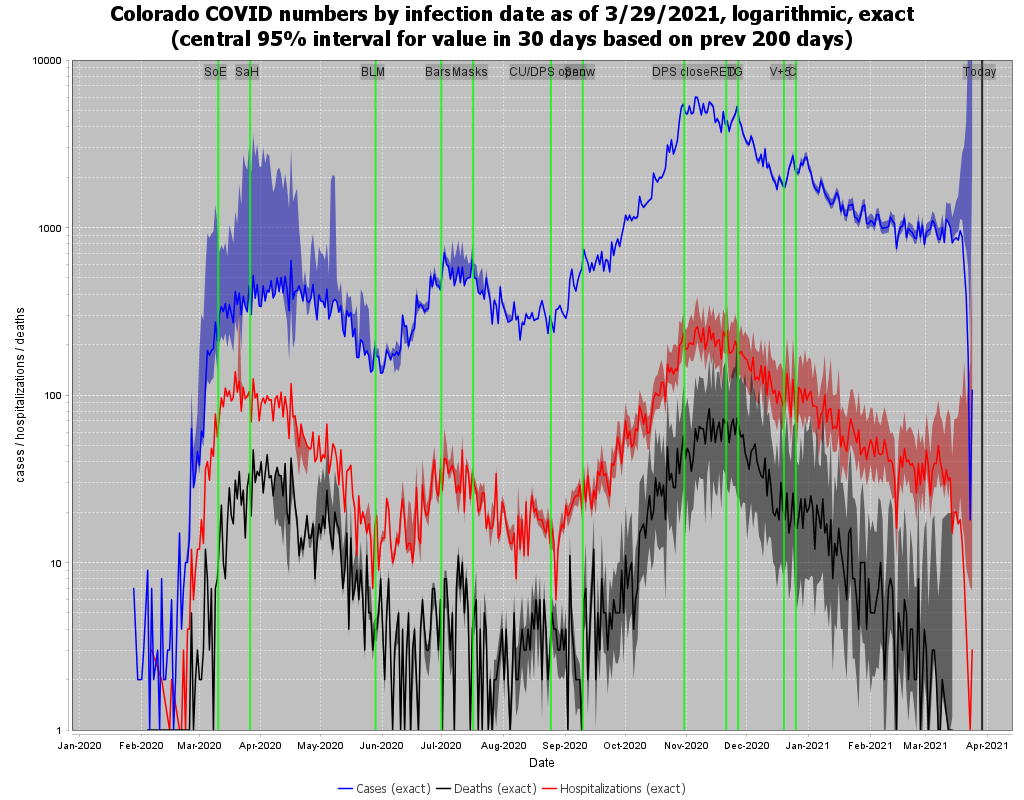 Colorado COVID numbers by infection date as of 3/29/2021, logarithmic, exact
(central 95% interval for value in 30 days based on prev 200 days)
SoE SaH BLM Bars Masks CU/DPS open Snow DPS close RED TG V+5 C Today
10000
1000
100
10
1
cases / hospitalizations / deaths
Jan-2020 Feb-2020 Mar-2020 Apr-2020 May-2020 Jun-2020 Jul-2020 Aug-2020 Sep-2020 Oct-2020 Nov-2020 Dec-2020 Jan-2021 Feb-2021 Mar-2021 Apr-2021
Date
Cases (exact) Deaths (exact) Hospitalizations (exact)